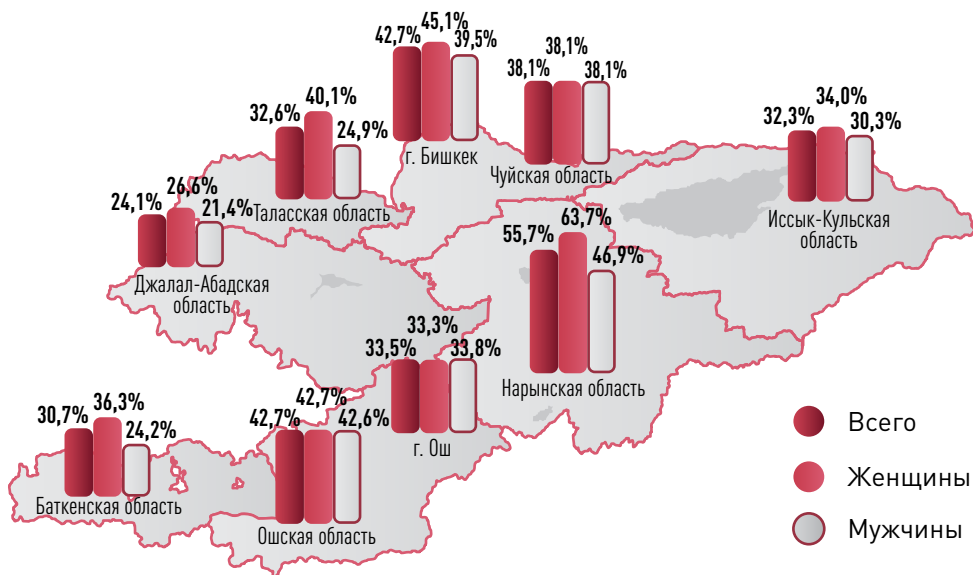 42,7%
45,1%
39,5%
г. Бишкек
38,1%
38,1%
38,1%
Чуйская область
32,6%
40,1%
24,9%
Таласская область
32,3%
34,0%
30,3%
Иссык-Кульская
область
24,1%
26,6%
21,4%
Джалал-Абадская
область
55,7%
63,7%
46,9%
Нарынская область
33,5%
33,3%
33,8%
г. Ош
30,7%
36,3%
24,2%
Баткенская область
42,7%
42,7%
42,6%
Ошская область
Всего
Женщины
Мужчины